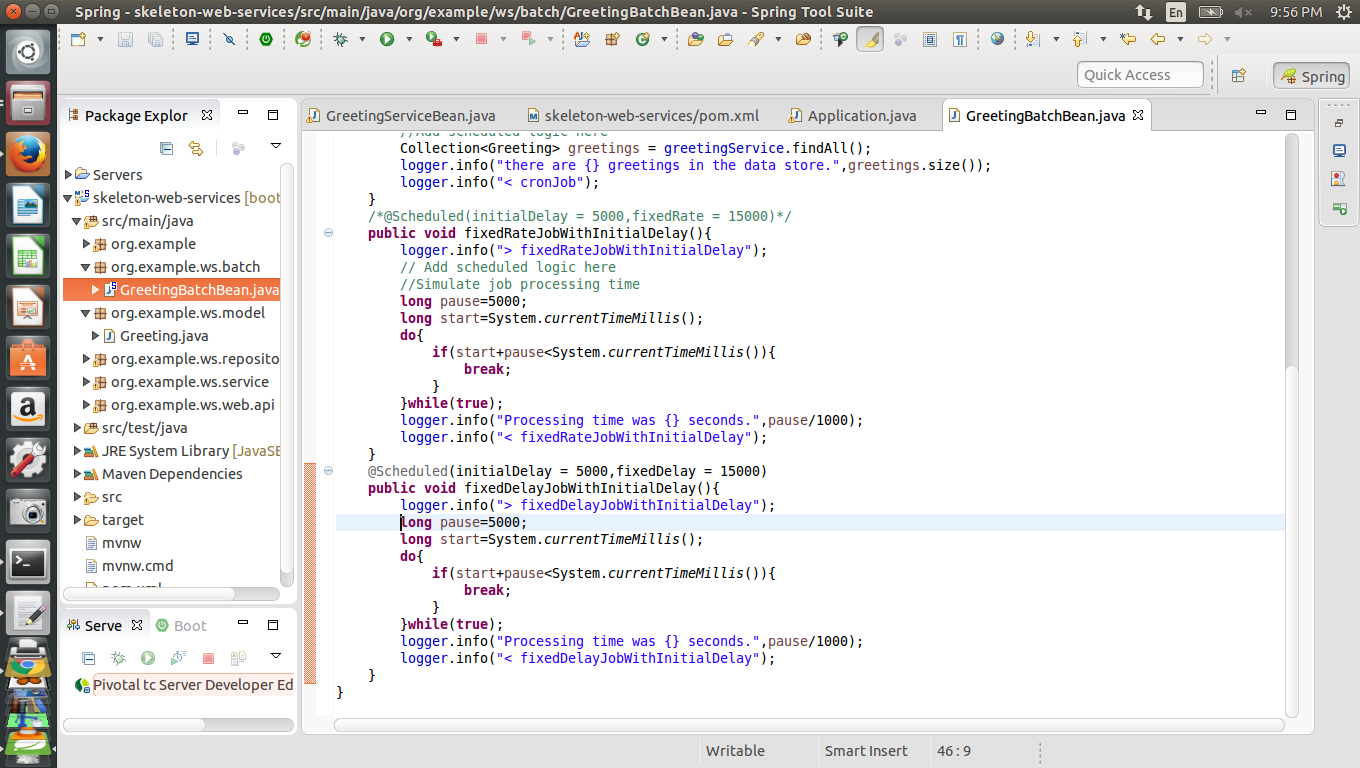 Spring - skeleton-web-services/src/main/java/org/example/ws/batch/GreetingBatchBean.java - Spring Tool Suite
En
9:56 PM
Quick Access
Spring
Package Explor
Servers
skeleton-web-services [boot
src/main/java
org.example
org.example.ws.batch
GreetingBatchBean.java
org.example.ws.model
Greeting.java
org.example.ws.reposito
org.example.ws.service
org.example.ws.web.api
src/test/java
JRE System Library [JavaSE
Maven Dependencies
src
target
mvnw
mvnw.cmd
pom.xml
Serve
Boot
Pivotal tc Server Developer Ed
GreetingServiceBean.java
skeleton-web-services/pom.xml
Application.java
GreetingBatchBean.java
//Add scheduled logic here
Collection<Greeting> greetings = greetingService.findAll();
logger.info("there are {} greetings in the data store.",greetings.size());
logger.info("< cronJob");
}
/*@Scheduled(initialDelay = 5000,fixedRate = 15000)*/
public void fixedRateJobWithInitialDelay(){
logger.info("> fixedRateJobWithInitialDelay");
// Add scheduled logic here
//Simulate job processing time
long pause=5000;
long start=System.currentTimeMillis();
do{
if(start+pause<System.currentTimeMillis()){
break;
}
}while(true);
logger.info("Processing time was {} seconds.",pause/1000);
logger.info("< fixedRateJobWithInitialDelay");
}
@Scheduled(initialDelay = 5000,fixedDelay = 15000)
public void fixedDelayJobWithInitialDelay(){
logger.info("> fixedDelayJobWithInitialDelay");
long pause=5000;
long start=System.currentTimeMillis();
do{
if(start+pause<System.currentTimeMillis()){
break;
}
}while(true);
logger.info("Processing time was {} seconds.",pause/1000);
logger.info("< fixedDelayJobWithInitialDelay");
}
}
Writable
Smart Insert
46 : 9